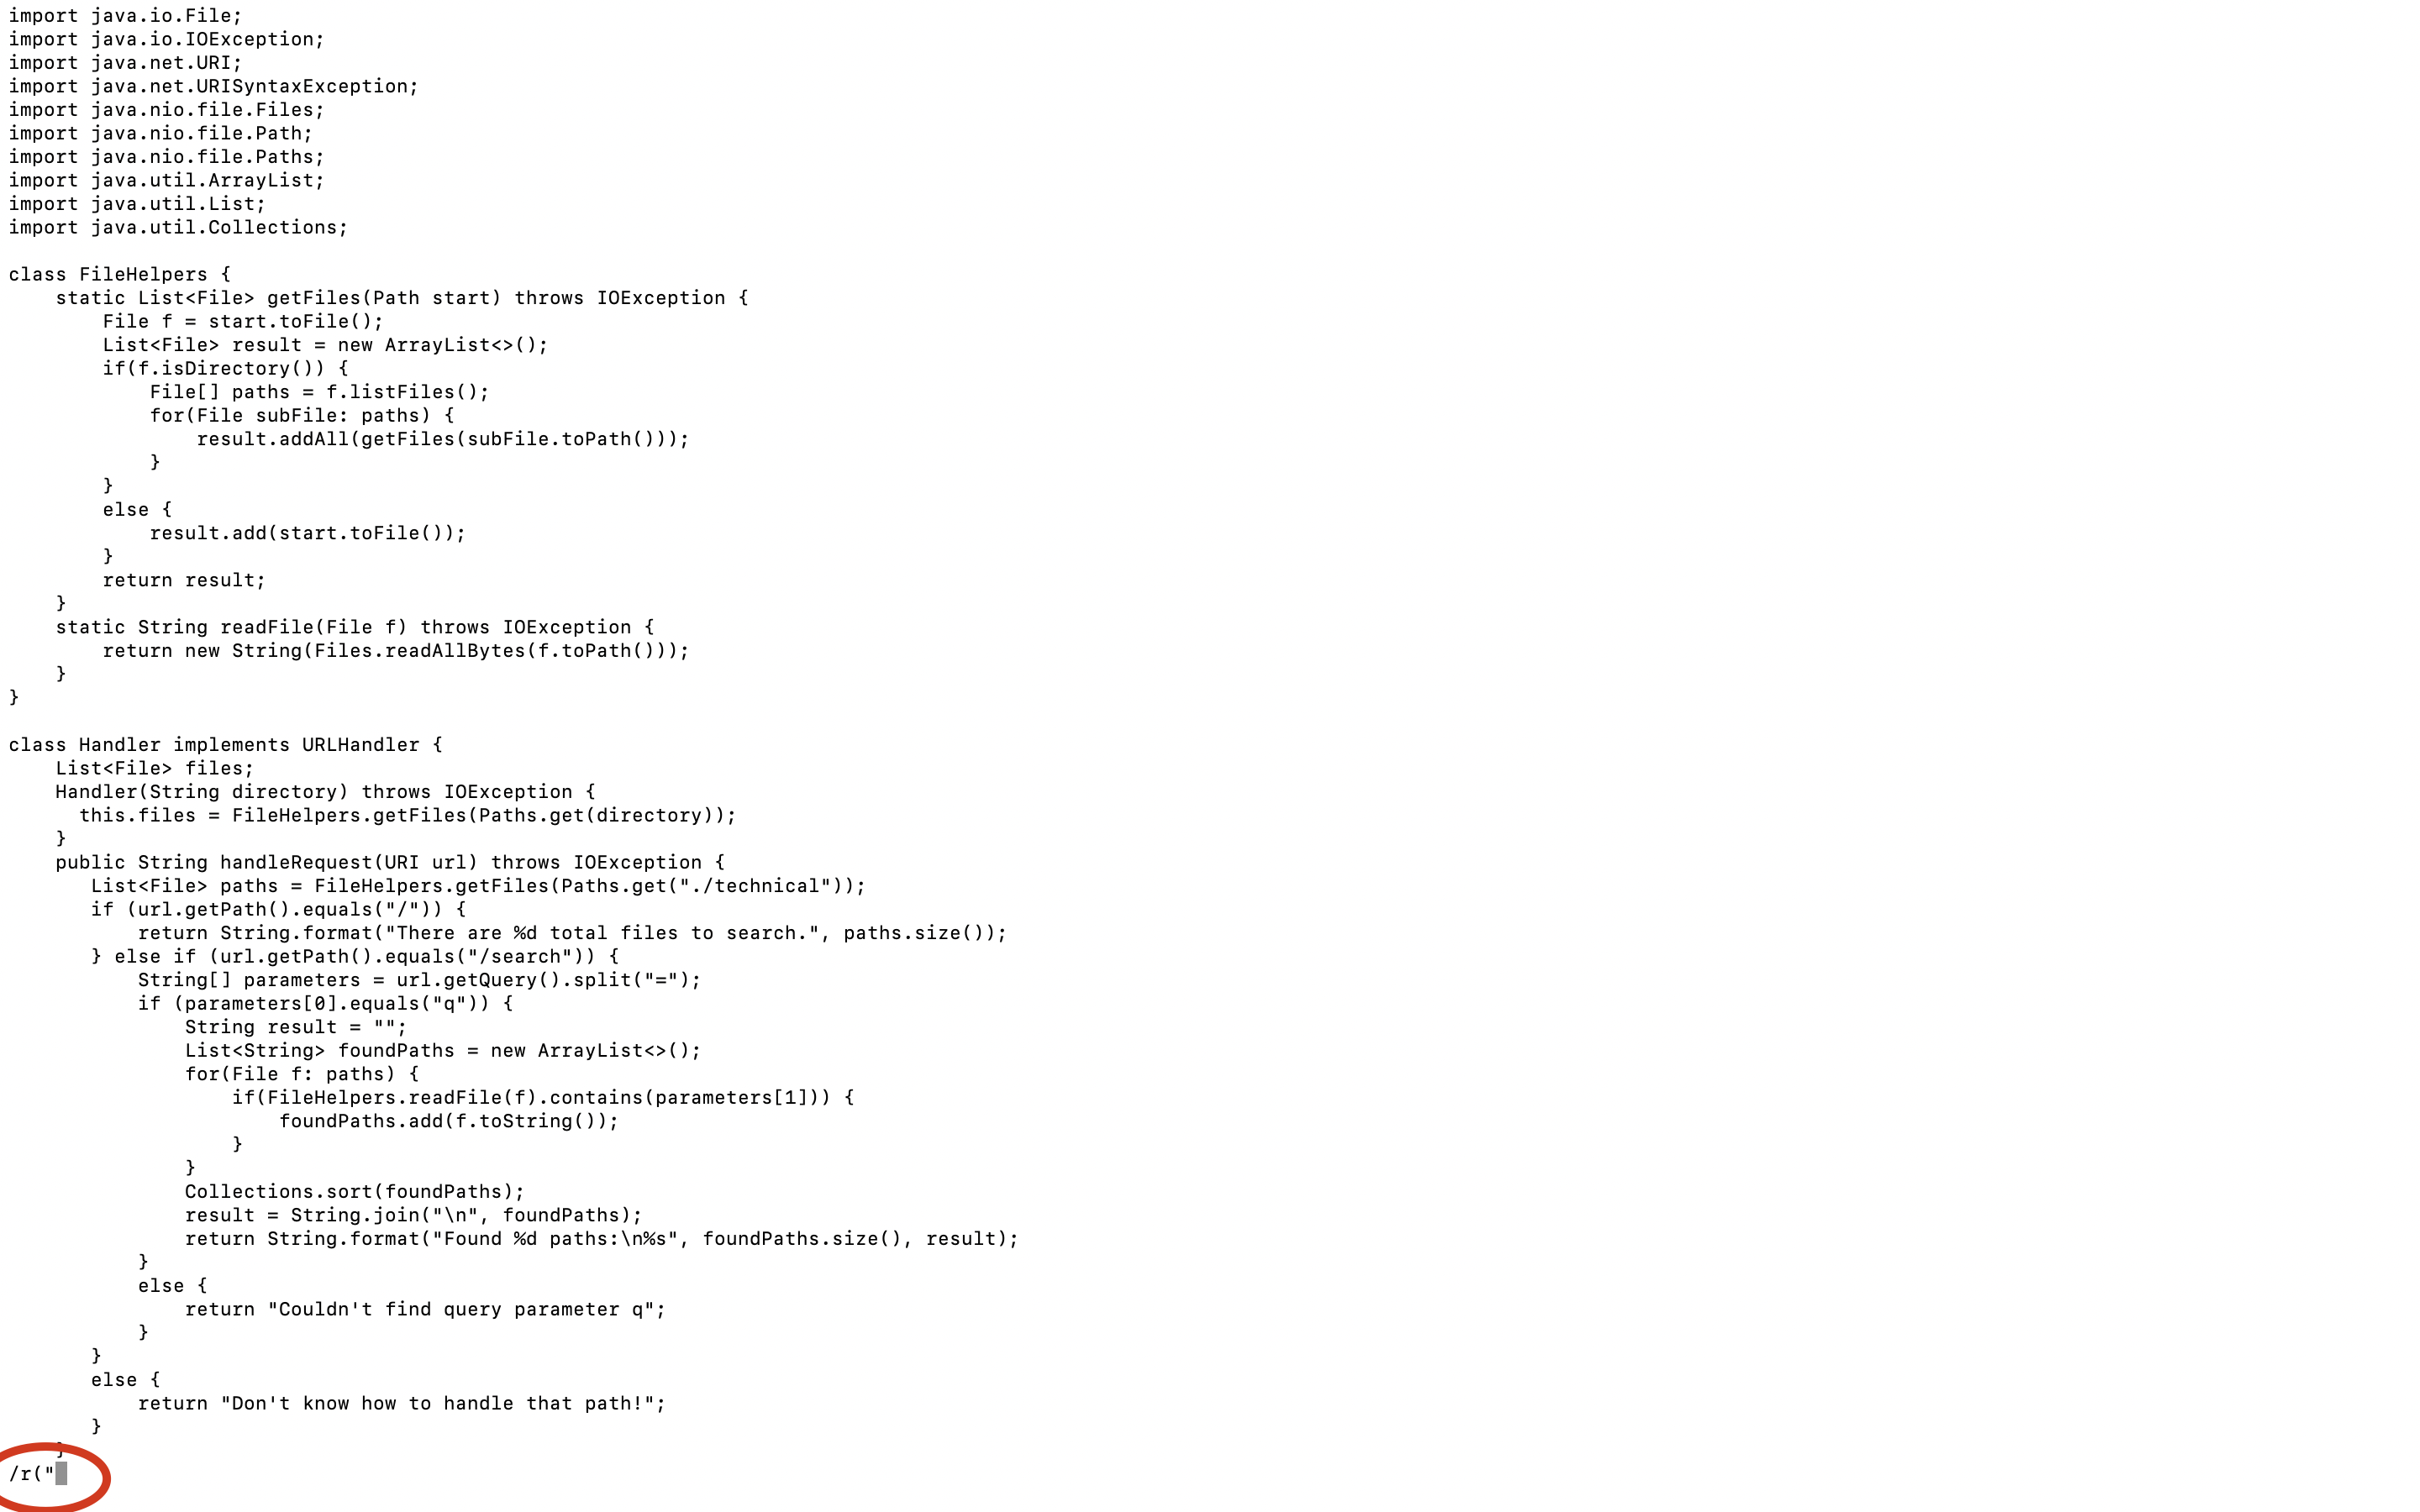 import java.io.File;
import java.io.IOException;
import java.net.URI;
import java.net.URISyntaxException;
import java.nio.file.Files;
import java.nio.file.Path;
import java.nio.file.Paths;
import java.util.ArrayList;
import java.util.List;
import java.util.Collections;

class FileHelpers {
    static List<File> getFiles(Path start) throws IOException {
        File f = start.toFile();
        List<File> result = new ArrayList<>();
        if(f.isDirectory()) {
            File[] paths = f.listFiles();
            for(File subFile: paths) {
                result.addAll(getFiles(subFile.toPath()));
            }
        }
        else {
            result.add(start.toFile());
        }
        return result;
    }
    static String readFile(File f) throws IOException {
        return new String(Files.readAllBytes(f.toPath()));
    }
}

class Handler implements URLHandler {
    List<File> files;
    Handler(String directory) throws IOException {
      this.files = FileHelpers.getFiles(Paths.get(directory));
    }
    public String handleRequest(URI url) throws IOException {
       List<File> paths = FileHelpers.getFiles(Paths.get("./technical"));
       if (url.getPath().equals("/")) {
           return String.format("There are %d total files to search.", paths.size());
       } else if (url.getPath().equals("/search")) {
           String[] parameters = url.getQuery().split("=");
           if (parameters[0].equals("q")) {
               String result = "";
               List<String> foundPaths = new ArrayList<>();
               for(File f: paths) {
                   if(FileHelpers.readFile(f).contains(parameters[1])) {
                       foundPaths.add(f.toString());
                   }
               }
               Collections.sort(foundPaths);
               result = String.join("\n", foundPaths);
               return String.format("Found %d paths:\n%s", foundPaths.size(), result);
           }
           else {
               return "Couldn't find query parameter q";
           }
       }
       else {
           return "Don't know how to handle that path!";
       }
    }
/r("